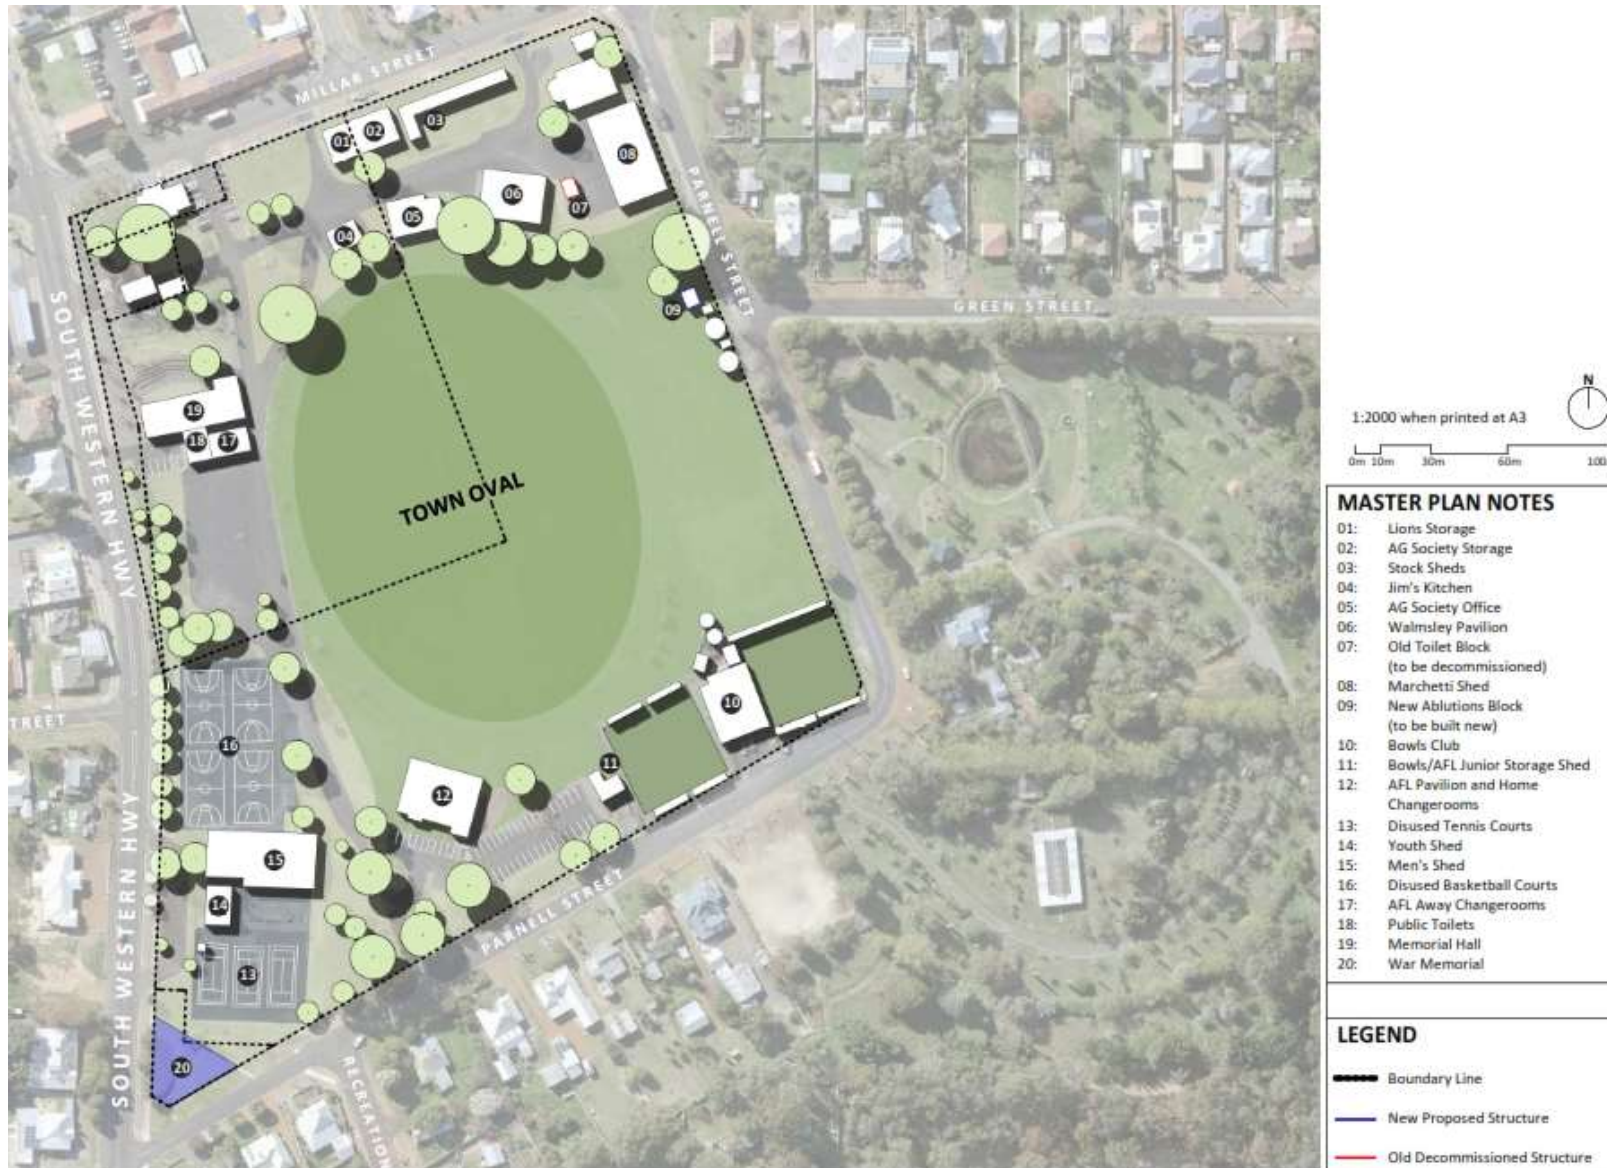 MILLAR STREET
01
02
03
08
06
07
05
04
PARNELL STREET
09
GREEN STREET
SOUTH WESTERN HWY
19
18
17
TOWN OVAL
10
TREET
16
11
12
15
14
PARNELL STREET
13
SOUTH WESTERN HWY
20
RECREATION
N
1:2000 when printed at A3
0m 10m 30m 60m 100
MASTER PLAN NOTES
01: Lions Storage
02: AG Society Storage
03: Stock Sheds
04: Jim's Kitchen
05: AG Society Office
06: Walmsley Pavilion
07: Old Toilet Block
(to be decommissioned)
08: Marchetti Shed
09: New Ablutions Block
(to be built new)
10: Bowls Club
11: Bowls/AFL Junior Storage Shed
12: AFL Pavilion and Home
Changerooms
13: Disused Tennis Courts
14: Youth Shed
15: Men's Shed
16: Disused Basketball Courts
17: AFL Away Changerooms
18: Public Toilets
19: Memorial Hall
20: War Memorial
LEGEND
Boundary Line
New Proposed Structure
Old Decommissioned Structure